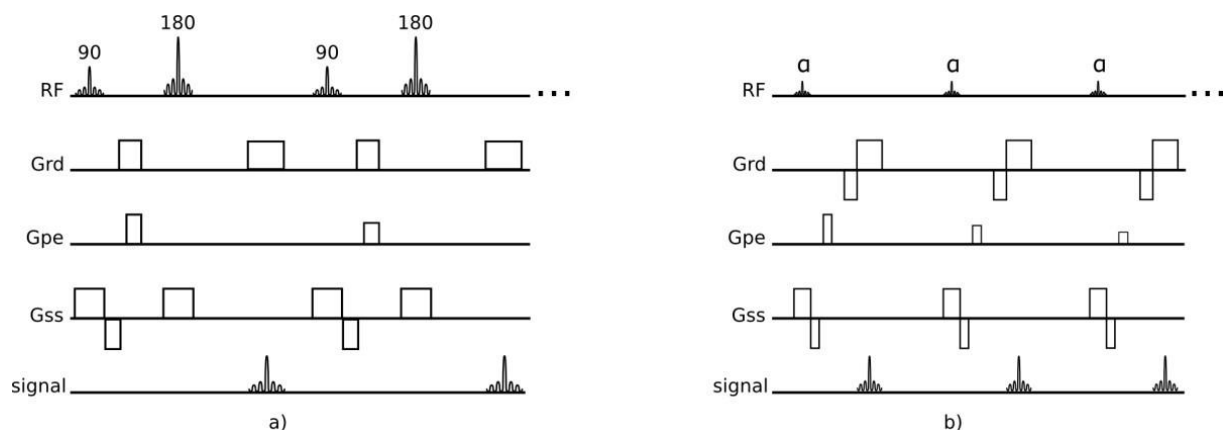 90 180 90 180
RF ...
Grd
Gpe
Gss
signal
a)
α α α
RF ...
Grd
Gpe
Gss
signal
b)